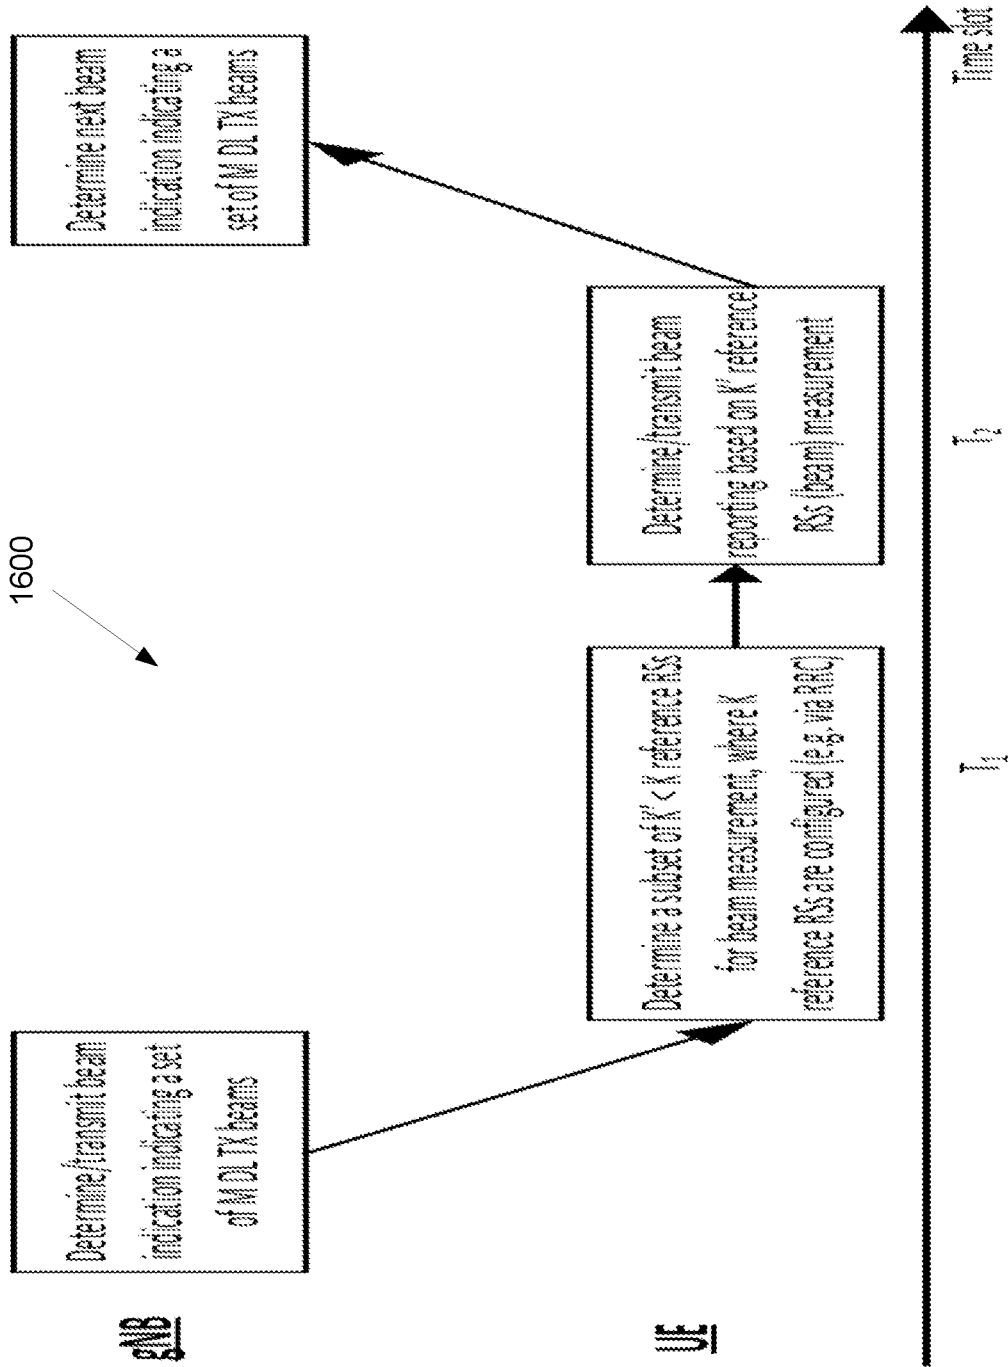 1600
gNB
Determine/transmit beam
indication indicating a set
of M DL TX beams
Determine next beam
indication indicating a
set of M DL TX beams
UE
Determine a subset of K' < K reference RSs
for beam measurement, where K
reference RSs are configured (e.g. via RRC)
Determine/transmit beam
reporting based on K' reference
RSs (beam) measurement
T₁
T₂
Time slot